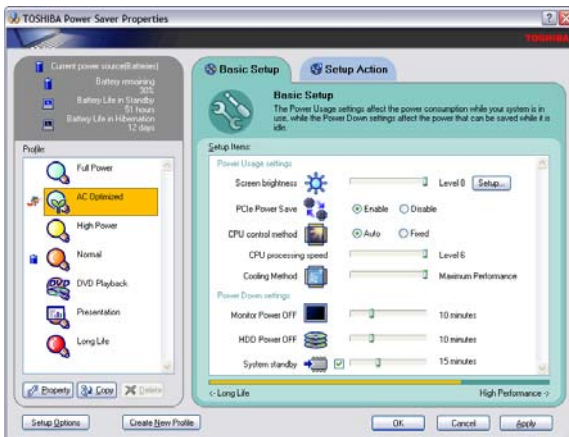 TOSHIBA Power Saver Properties
TOSHIBA
Current power source(Batteries)
Battery remaining
30%
Battery Life in Standby
51 hours
Battery Life in Hibernation
12 days
Profile:
Full Power
AC Optimized
High Power
Normal
DVD Playback
Presentation
Long Life
Property
Copy
Delete
Setup Options
Create New Profile
Basic Setup
Setup Action
Basic Setup
The Power Usage settings affect the power consumption while your system is in
use, while the Power Down settings affect the power that can be saved while it is
idle.
Setup Items:
Power Usage settings
Screen brightness Level 8 Setup...
PCIe Power Save Enable Disable
CPU control method Auto Fixed
CPU processing speed Level 6
Cooling Method Maximum Performance
Power Down settings
Monitor Power OFF 10 minutes
HDD Power OFF 10 minutes
System standby 15 minutes
<- Long Life High Performance ->
OK Cancel Apply